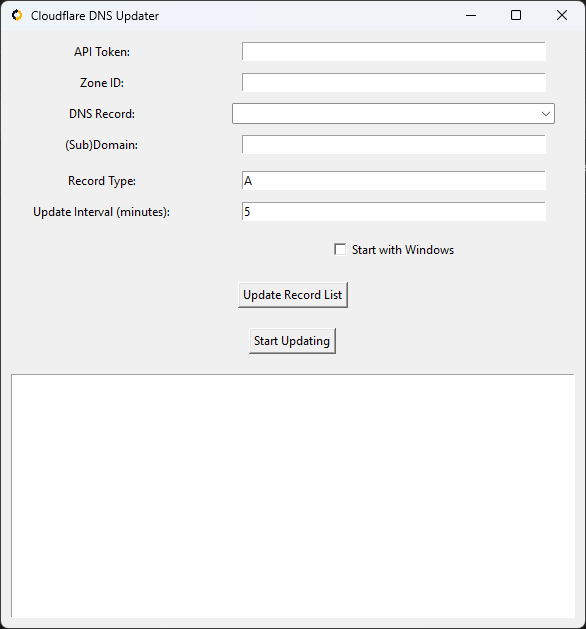 Cloudflare DNS Updater
API Token:
Zone ID:
DNS Record:
(Sub)Domain:
Record Type: A
Update Interval (minutes): 5
Start with Windows
Update Record List
Start Updating